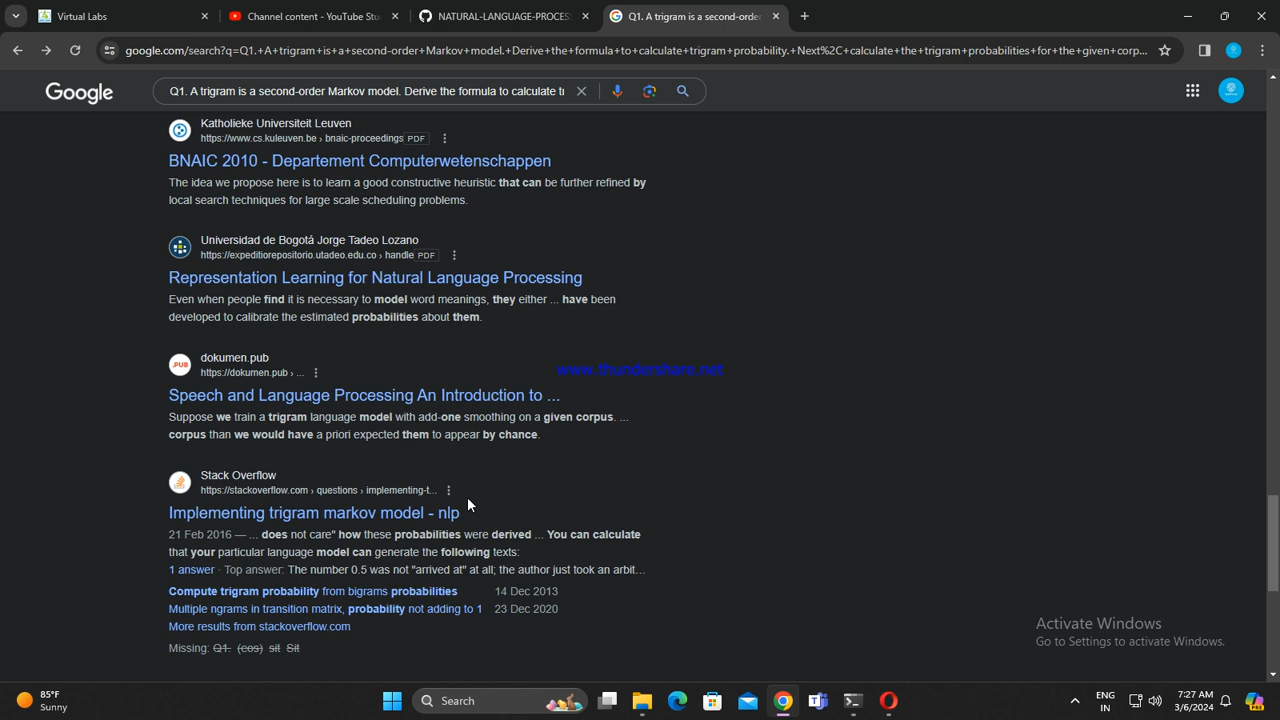 Virtual Labs
Channel content - YouTube Stu
NATURAL-LANGUAGE-PROCESS
Q1. A trigram is a second-order
google.com/search?q=Q1.+A+trigram+is+a+second-order+Markov+model.+Derive+the+formula+to+calculate+trigram+probability.+Next%2C+calculate+the+trigram+probabilities+for+the+given+corp...
Google
Q1. A trigram is a second-order Markov model. Derive the formula to calculate tr
Katholieke Universiteit Leuven
https://www.cs.kuleuven.be › bnaic-proceedings PDF
BNAIC 2010 - Departement Computerwetenschappen
The idea we propose here is to learn a good constructive heuristic that can be further refined by
local search techniques for large scale scheduling problems.
Universidad de Bogotá Jorge Tadeo Lozano
https://expeditiorepositorio.utadeo.edu.co › handle PDF
Representation Learning for Natural Language Processing
Even when people find it is necessary to model word meanings, they either ... have been
developed to calibrate the estimated probabilities about them.
dokumen.pub
.PUB
https://dokumen.pub › ...
www.thundershare.net
Speech and Language Processing An Introduction to ...
Suppose we train a trigram language model with add-one smoothing on a given corpus. ...
corpus than we would have a priori expected them to appear by chance.
Stack Overflow
https://stackoverflow.com › questions › implementing-t...
Implementing trigram markov model - nlp
21 Feb 2016 — ... does not care" how these probabilities were derived ... You can calculate
that your particular language model can generate the following texts:
1 answer · Top answer: The number 0.5 was not "arrived at" at all; the author just took an arbit...
Compute trigram probability from bigrams probabilities 14 Dec 2013
Multiple ngrams in transition matrix, probability not adding to 1 23 Dec 2020
More results from stackoverflow.com
Missing: Q1. (eos) sit Sit
Activate Windows
Go to Settings to activate Windows.
85°F
Sunny
Search
ENG
IN
7:27 AM
3/6/2024